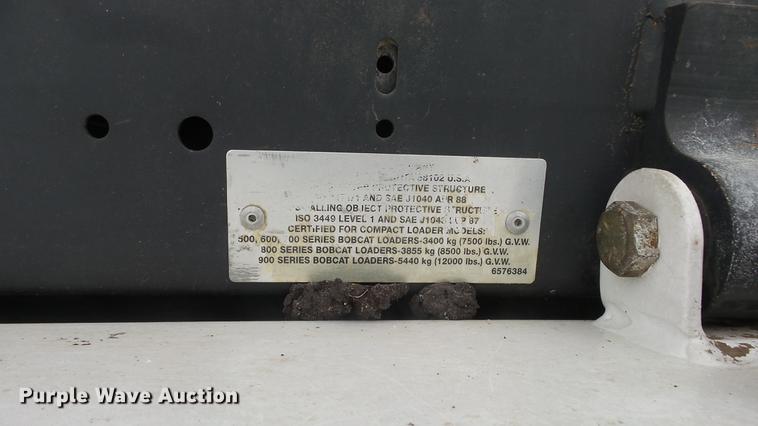 58102 U.S.A
PROTECTIVE STRUCTURE
AND SAE J1040 APR 88
FALLING OBJECT PROTECTIVE STRUCTURE
ISO 3449 LEVEL 1 AND SAE
CERTIFIED FOR COMPACT LOADER MODELS:
500, 600, SERIES BOBCAT LOADERS-3400 kg (7500 lbs.) G.V.W.
800 SERIES BOBCAT LOADERS-3855 kg (8500 lbs.) G.V.W.
900 SERIES BOBCAT LOADERS-5440 kg (12000 lbs.) G.V.W.
6576384
Purple Wave Auction